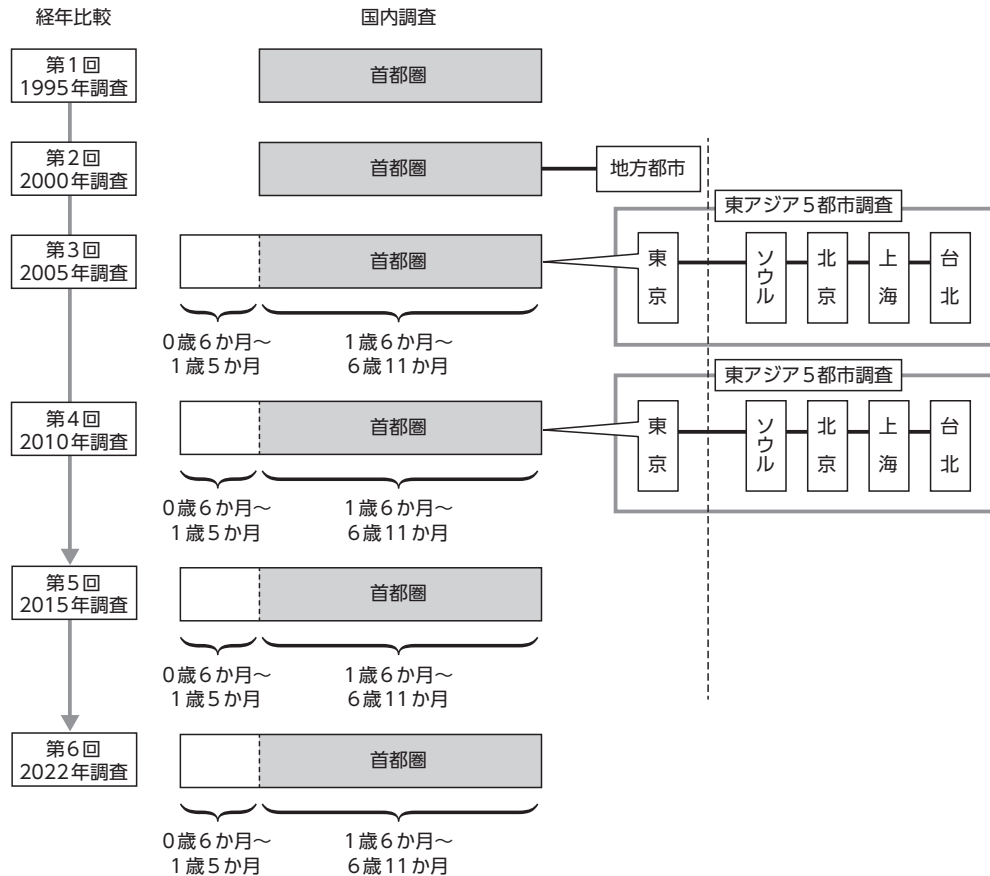 経年比較
国内調査
第1回
1995年調査
首都圏
第2回
2000年調査
首都圏
地方都市
東アジア5都市調査
第3回
2005年調査
首都圏
東京
ソウル
北京
上海
台北
0歳6か月～
1歳5か月
1歳6か月～
6歳11か月
東アジア5都市調査
第4回
2010年調査
首都圏
東京
ソウル
北京
上海
台北
0歳6か月～
1歳5か月
1歳6か月～
6歳11か月
第5回
2015年調査
首都圏
0歳6か月～
1歳5か月
1歳6か月～
6歳11か月
第6回
2022年調査
首都圏
0歳6か月～
1歳5か月
1歳6か月～
6歳11か月